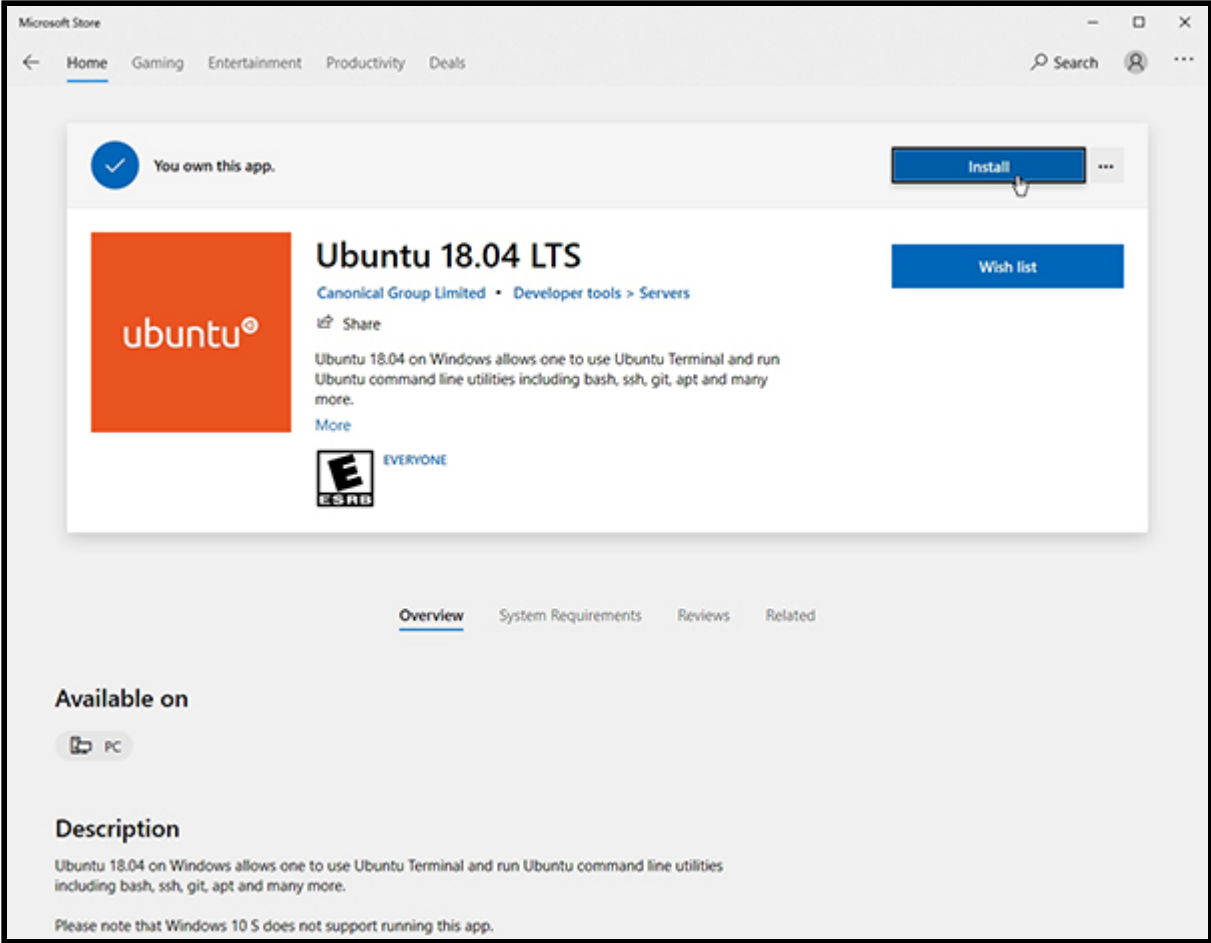 Microsoft Store
Home Gaming Entertainment Productivity Deals Search
You own this app. Install
ubuntu
Ubuntu 18.04 LTS
Wish list
Canonical Group Limited • Developer tools > Servers
Share
Ubuntu 18.04 on Windows allows one to use Ubuntu Terminal and run
Ubuntu command line utilities including bash, ssh, git, apt and many
more.
More
E
ESRB
EVERYONE
Overview System Requirements Reviews Related
Available on
PC
Description
Ubuntu 18.04 on Windows allows one to use Ubuntu Terminal and run Ubuntu command line utilities
including bash, ssh, git, apt and many more.
Please note that Windows 10 S does not support running this app.